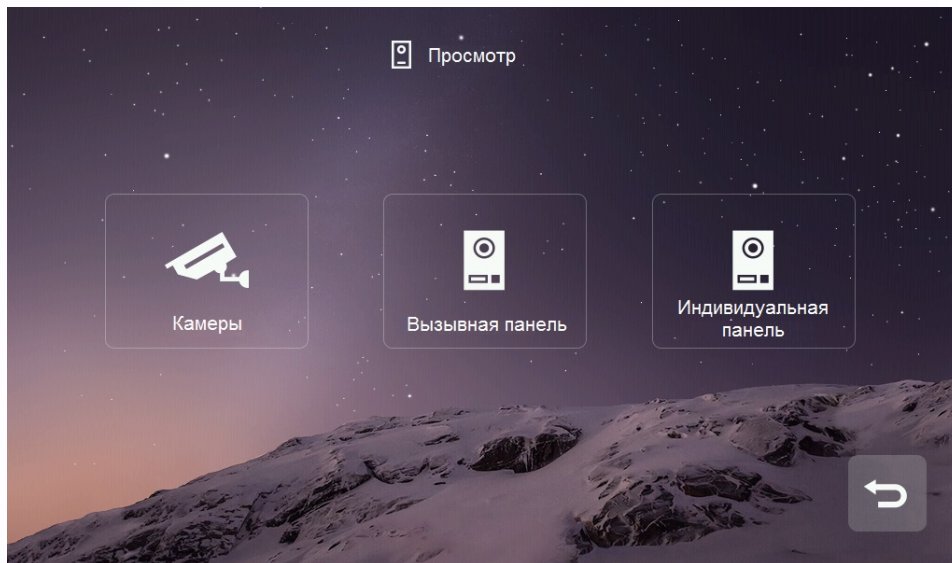 Просмотр
Камеры
Вызывная панель
Индивидуальная
панель